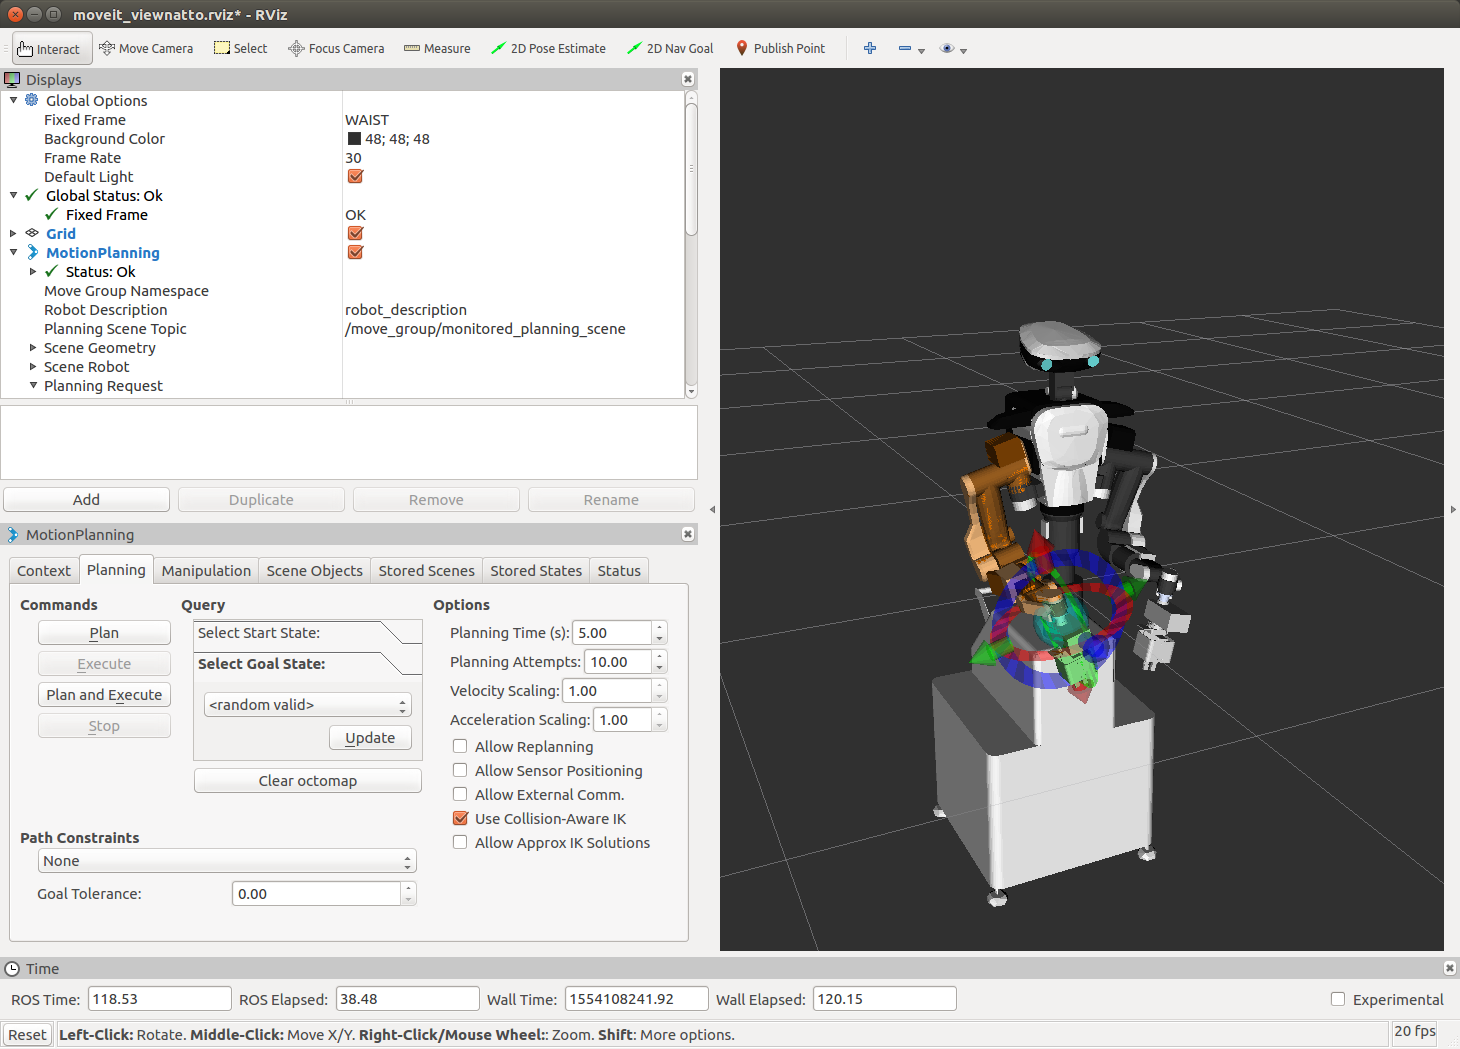 moveit_viewnatto.rviz* - RViz
Interact Move Camera Select Focus Camera Measure 2D Pose Estimate 2D Nav Goal Publish Point
Displays
Global Options
Fixed Frame WAIST
Background Color 48; 48; 48
Frame Rate 30
Default Light
Global Status: Ok
Fixed Frame OK
Grid
MotionPlanning
Status: Ok
Move Group Namespace
Robot Description robot_description
Planning Scene Topic /move_group/monitored_planning_scene
Scene Geometry
Scene Robot
Planning Request
Add Duplicate Remove Rename
MotionPlanning
Context Planning Manipulation Scene Objects Stored Scenes Stored States Status
Commands
Plan
Execute
Plan and Execute
Stop
Query
Select Start State:
Select Goal State:
<random valid>
Update
Clear octomap
Options
Planning Time (s): 5.00
Planning Attempts: 10.00
Velocity Scaling: 1.00
Acceleration Scaling: 1.00
Allow Replanning
Allow Sensor Positioning
Allow External Comm.
Use Collision-Aware IK
Allow Approx IK Solutions
Path Constraints
None
Goal Tolerance: 0.00
Time
ROS Time: 118.53 ROS Elapsed: 38.48 Wall Time: 1554108241.92 Wall Elapsed: 120.15 Experimental
Reset Left-Click: Rotate. Middle-Click: Move X/Y. Right-Click/Mouse Wheel:: Zoom. Shift: More options. 20 fps